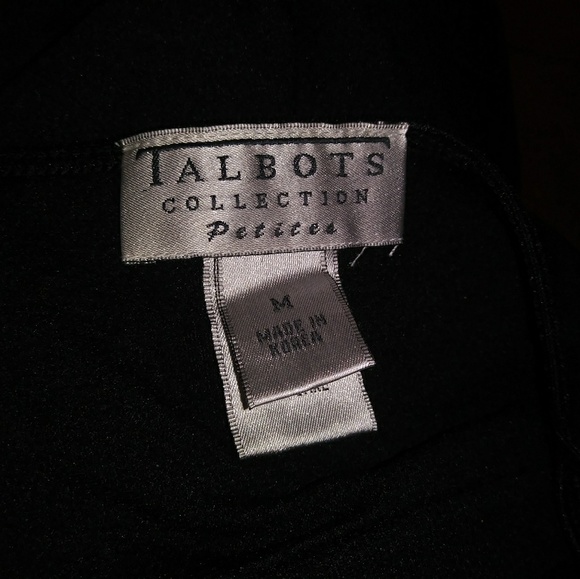 TALBOTS
COLLECTION
Petites
M
MADE IN
KOREA